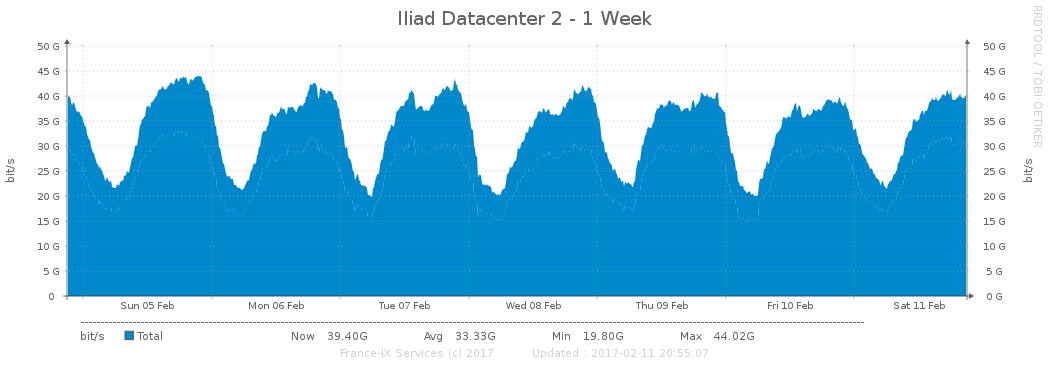 Iliad Datacenter 2 - 1 Week
RRDTOOL / TOBI OETIKER
50 G 50 G
45 G 45 G
40 G 40 G
35 G 35 G
30 G 30 G
25 G 25 G
20 G 20 G
15 G 15 G
10 G 10 G
5 G 5 G
0 0 G
bit/s
bit/s
Sun 05 Feb Mon 06 Feb Tue 07 Feb Wed 08 Feb Thu 09 Feb Fri 10 Feb Sat 11 Feb
bit/s Total Now 39.40G Avg 33.33G Min 19.80G Max 44.02G
France-IX Services (c) 2017 Updated : 2017-02-11 20:55:07